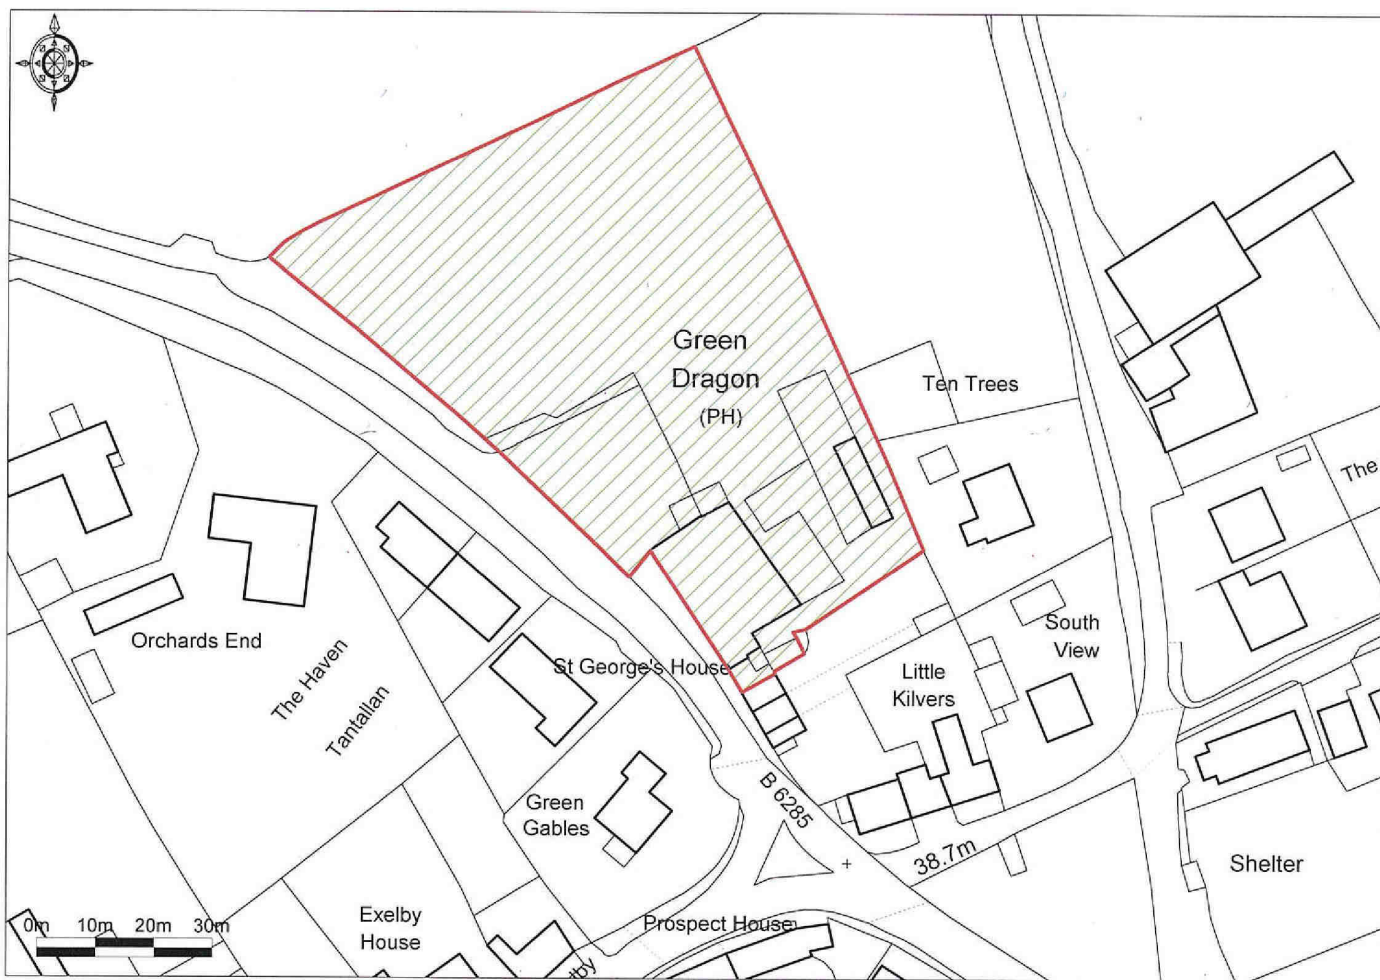 Green
Dragon
(PH)
Ten Trees
The
Orchards End
The Haven
Tantallan
St George's House
South
View
Little
Kilvers
Green
Gables
B 6285
38.7m
Shelter
Exelby
House
Prospect House
0m 10m 20m 30m